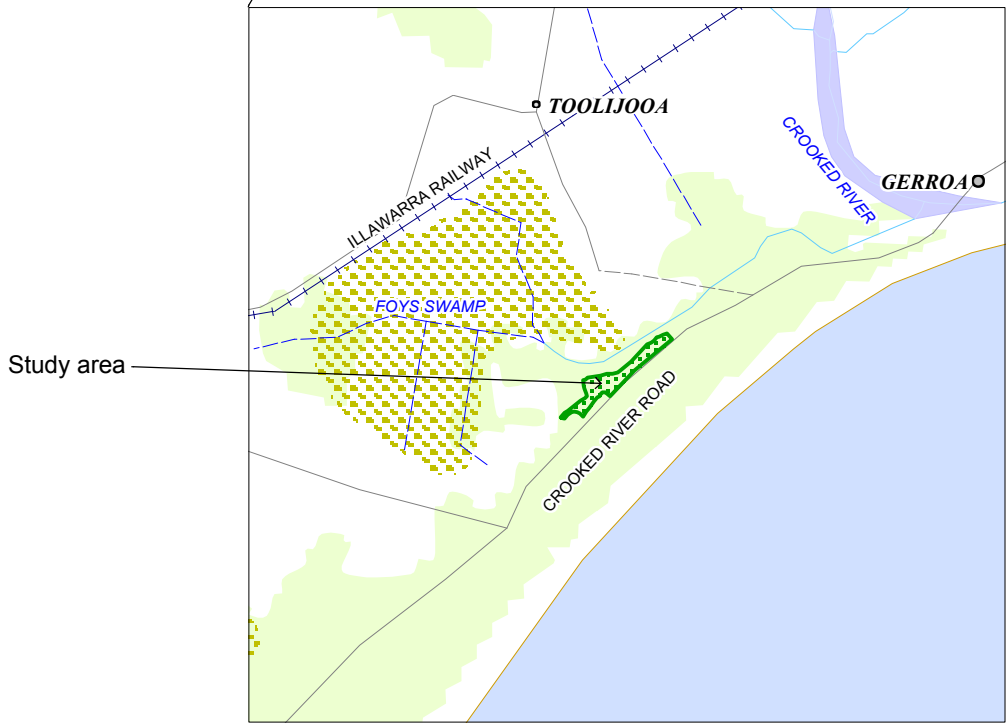 TOOLIJOOA
CROOKED RIVER
GERROA
ILLAWARRA RAILWAY
FOYS SWAMP
Study area
CROOKED RIVER ROAD